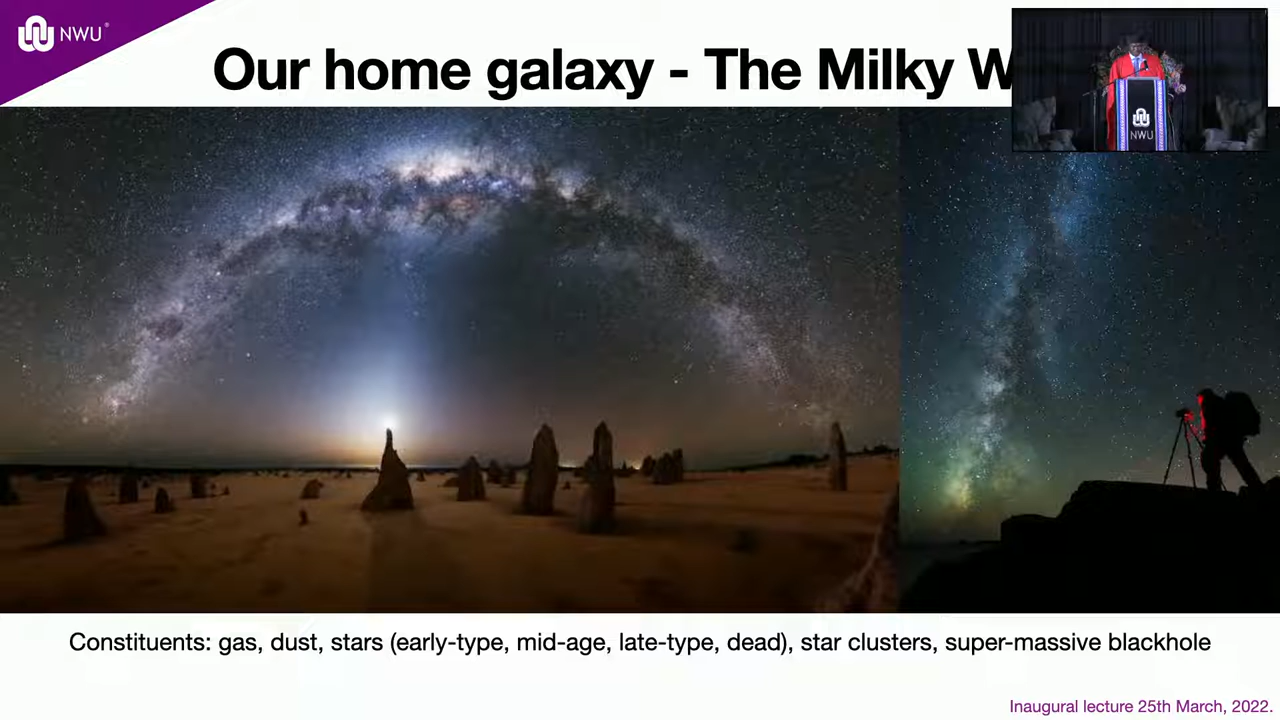 NWU®
Our home galaxy - The Milky W
NWU
Constituents: gas, dust, stars (early-type, mid-age, late-type, dead), star clusters, super-massive blackhole
Inaugural lecture 25th March, 2022.